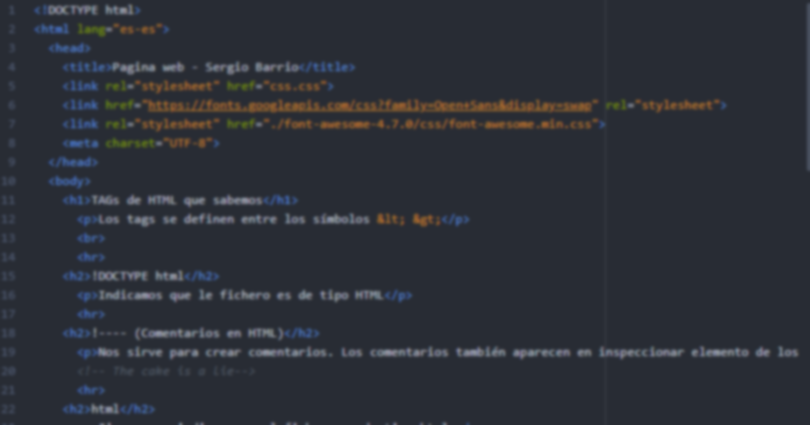 1 <!DOCTYPE html>
2 <html lang="es-es">
3 <head>
4 <title>Pagina web - Sergio Barrio</title>
5 <link rel="stylesheet" href="css.css">
6 <link href="https://fonts.googleapis.com/css?family=Open+Sans&display=swap" rel="stylesheet">
7 <link rel="stylesheet" href="./font-awesome-4.7.0/css/font-awesome.min.css">
8 <meta charset="UTF-8">
9 </head>
10 <body>
11 <h1>TAGs de HTML que sabemos</h1>
12 <p>Los tags se definen entre los símbolos &lt; &gt;</p>
13 <br>
14 <hr>
15 <h2>!DOCTYPE html</h2>
16 <p>Indicamos que le fichero es de tipo HTML</p>
17 <hr>
18 <h2>!---- (Comentarios en HTML)</h2>
19 <p>Nos sirve para crear comentarios. Los comentarios también aparecen en inspeccionar elemento de los
20 <!-- The cake is a lie-->
21 <hr>
22 <h2>html</h2>